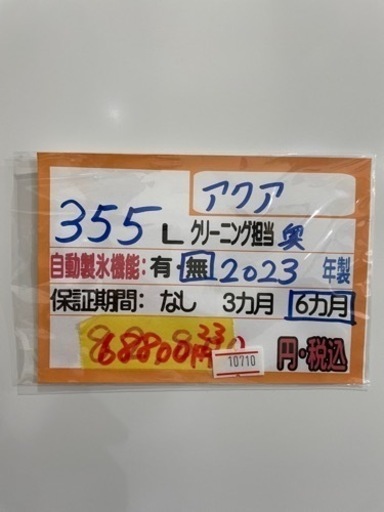 アクア
355 L クリーニング担当 奥
自動製氷機能：有・無 2023 年製
保証期間： なし 3カ月 6カ月
68800円
10710
円・税込